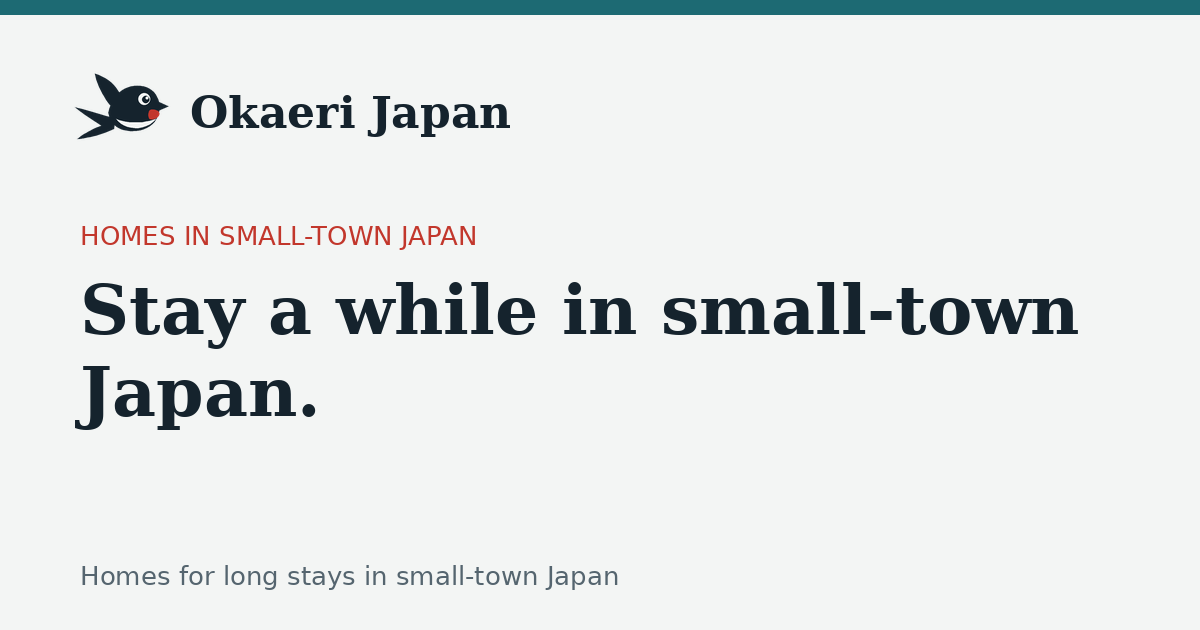 Okaeri Japan
HOMES IN SMALL-TOWN JAPAN
Stay a while in small-town
Japan.
Homes for long stays in small-town Japan